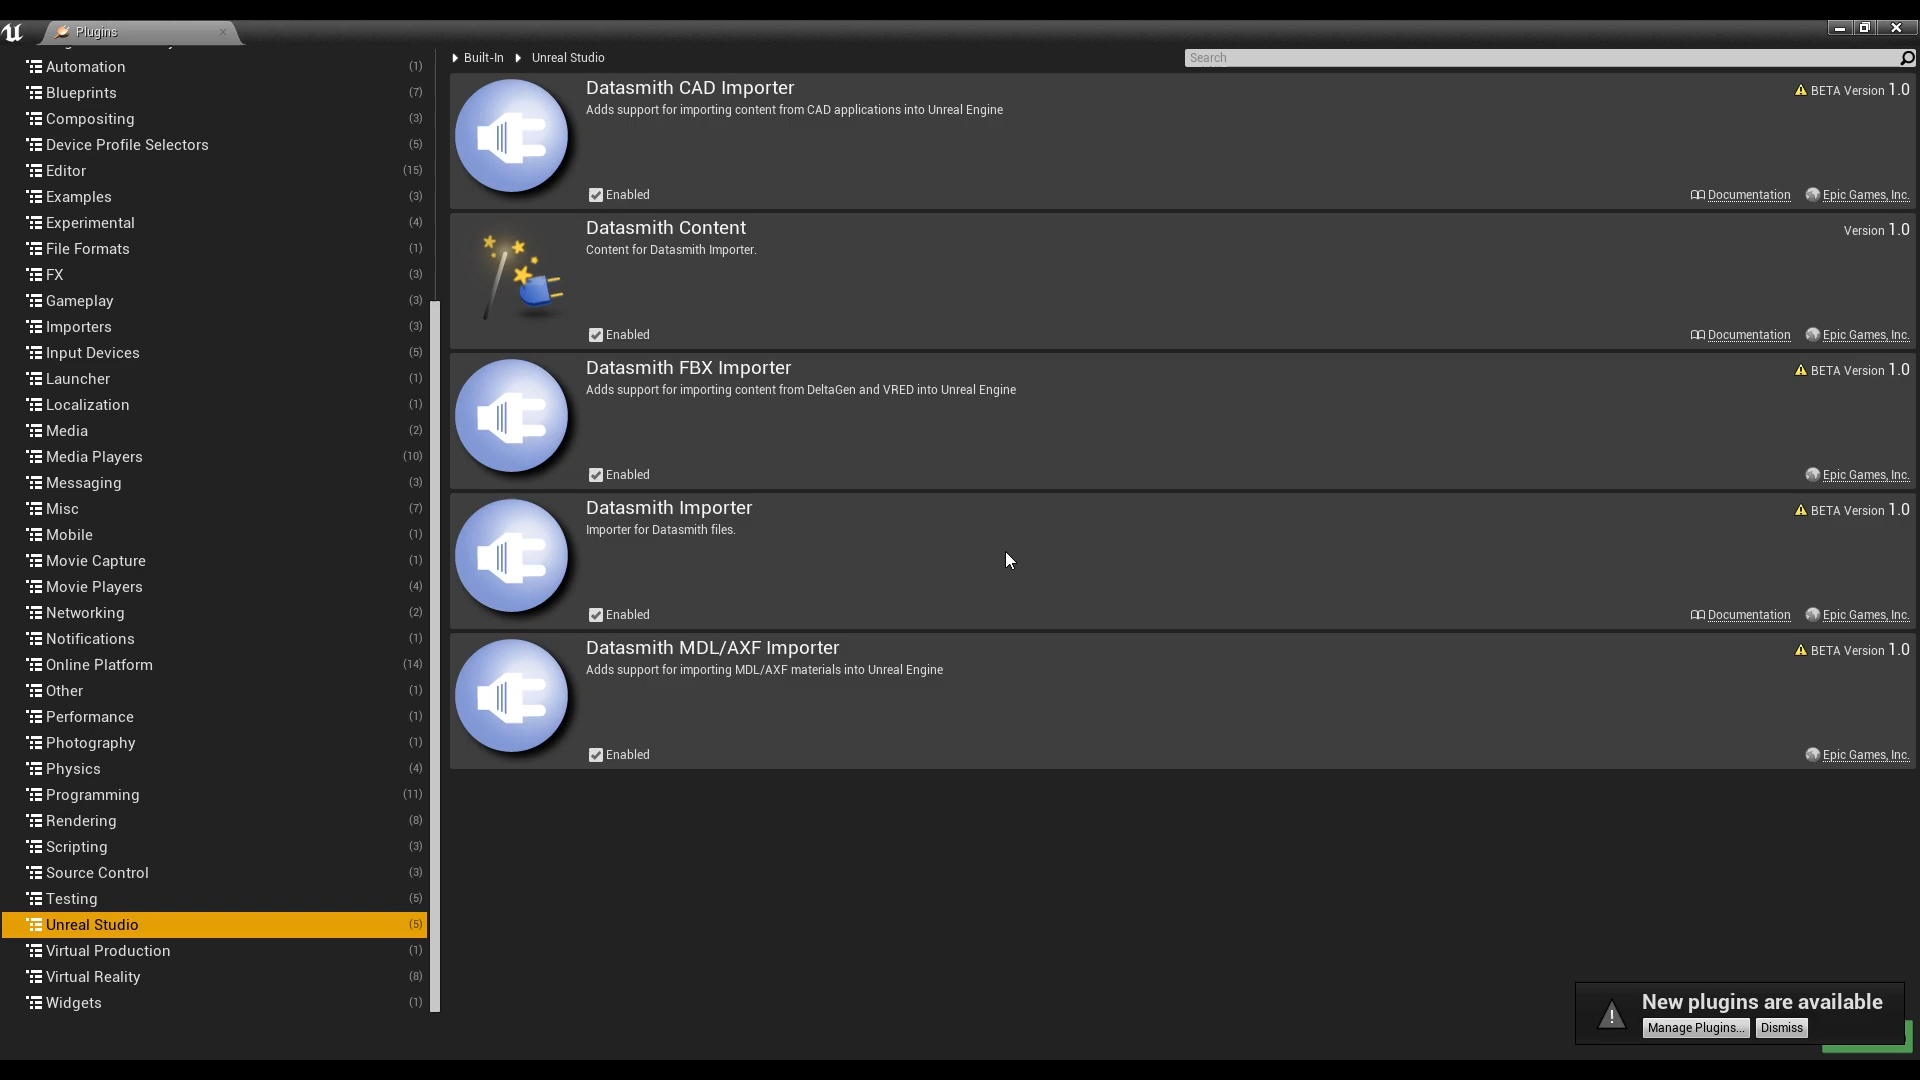 Plugins
Built-In Unreal Studio
Search
Automation (1)
Blueprints (7)
Compositing (3)
Device Profile Selectors (5)
Editor (15)
Examples (3)
Experimental (4)
File Formats (1)
FX (3)
Gameplay (3)
Importers (3)
Input Devices (5)
Launcher (1)
Localization (1)
Media (2)
Media Players (10)
Messaging (3)
Misc (7)
Mobile (1)
Movie Capture (1)
Movie Players (4)
Networking (2)
Notifications (1)
Online Platform (14)
Other (1)
Performance (1)
Photography (1)
Physics (4)
Programming (11)
Rendering (8)
Scripting (3)
Source Control (3)
Testing (5)
Unreal Studio (5)
Virtual Production (1)
Virtual Reality (8)
Widgets (1)
Datasmith CAD Importer
BETA Version 1.0
Adds support for importing content from CAD applications into Unreal Engine
Enabled
Documentation Epic Games, Inc.
Datasmith Content
Version 1.0
Content for Datasmith Importer.
Enabled
Documentation Epic Games, Inc.
Datasmith FBX Importer
BETA Version 1.0
Adds support for importing content from DeltaGen and VRED into Unreal Engine
Enabled
Epic Games, Inc.
Datasmith Importer
BETA Version 1.0
Importer for Datasmith files.
Enabled
Documentation Epic Games, Inc.
Datasmith MDL/AXF Importer
BETA Version 1.0
Adds support for importing MDL/AXF materials into Unreal Engine
Enabled
Epic Games, Inc.
New plugins are available
Manage Plugins... Dismiss